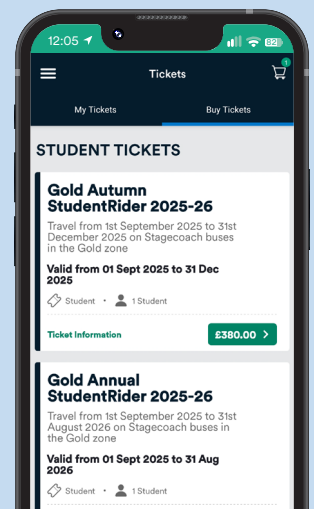 12:05
82
Tickets
1
My Tickets
Buy Tickets
STUDENT TICKETS
Gold Autumn
StudentRider 2025-26
Travel from 1st September 2025 to 31st
December 2025 on Stagecoach buses
in the Gold zone
Valid from 01 Sept 2025 to 31 Dec
2025
Student • 1 Student
Ticket Information
£380.00
Gold Annual
StudentRider 2025-26
Travel from 1st September 2025 to 31st
August 2026 on Stagecoach buses in
the Gold zone
Valid from 01 Sept 2025 to 31 Aug
2026
Student • 1 Student